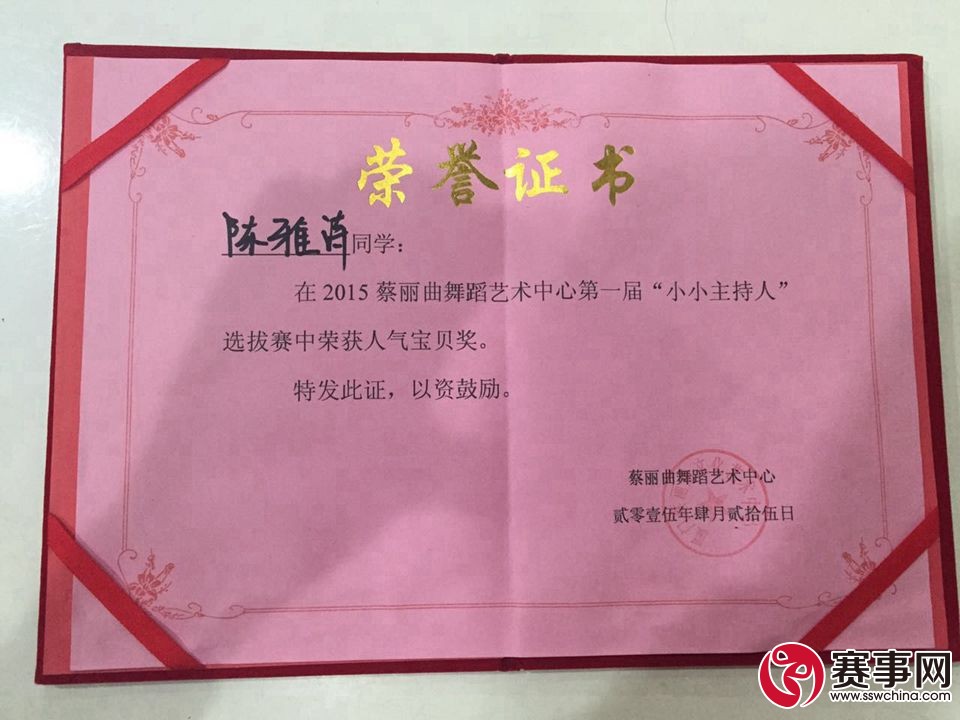 荣誉证书
陈雅诗同学：
在2015蔡丽曲舞蹈艺术中心第一届“小小主持人”
选拔赛中荣获人气宝贝奖。
特发此证，以资鼓励。
蔡丽曲舞蹈艺术中心
贰零壹伍年肆月贰拾伍日
赛事网
www.sswchina.com